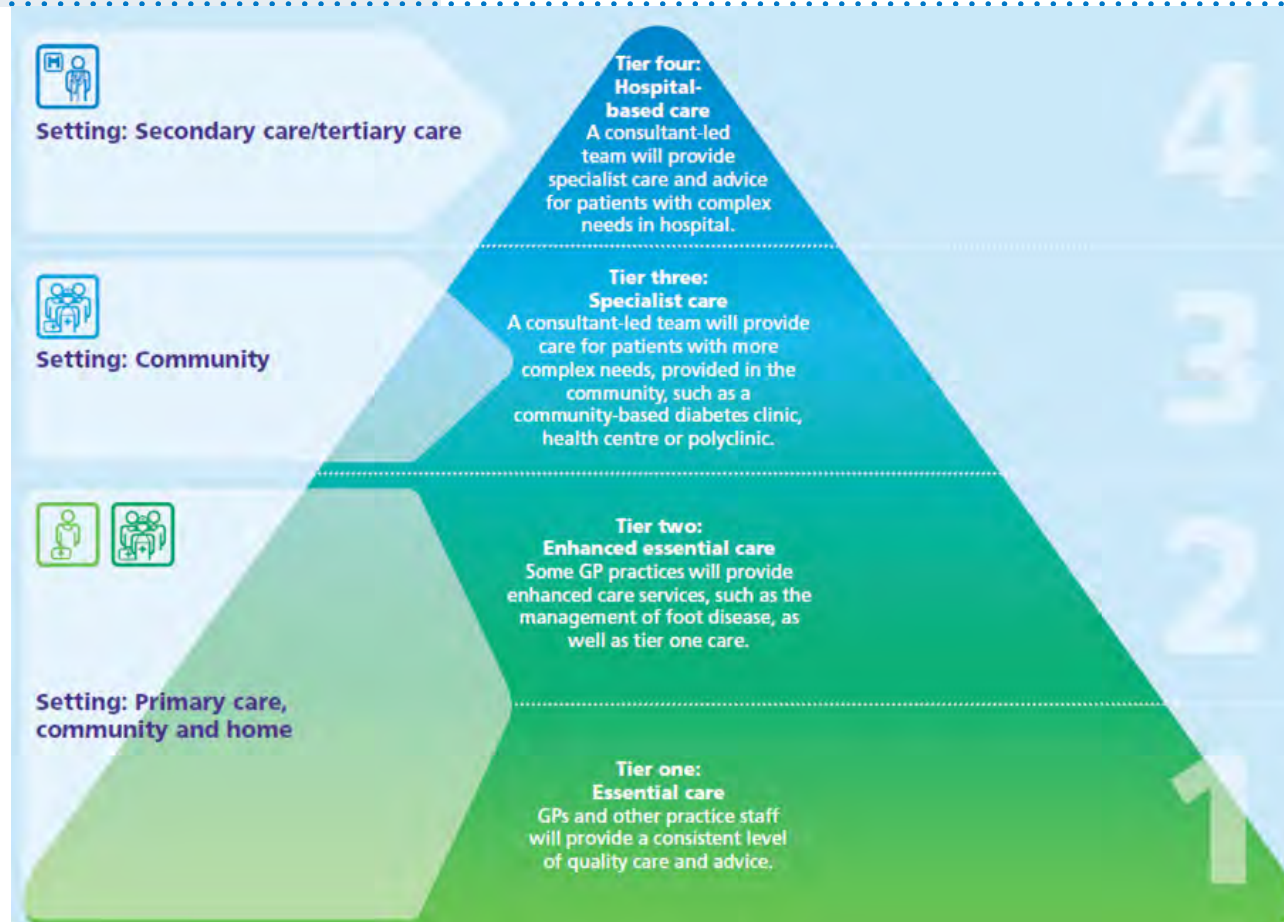 Setting: Secondary care/tertiary care
Tier four:
Hospital-
based care
A consultant-led
team will provide
specialist care and advice
for patients with complex
needs in hospital.
4
Setting: Community
Tier three:
Specialist care
A consultant-led team will provide
care for patients with more
complex needs, provided in the
community, such as a
community-based diabetes clinic,
health centre or polyclinic.
3
Setting: Primary care,
community and home
Tier two:
Enhanced essential care
Some GP practices will provide
enhanced care services, such as the
management of foot disease, as
well as tier one care.
2
Tier one:
Essential care
GPs and other practice staff
will provide a consistent level
of quality care and advice.
1